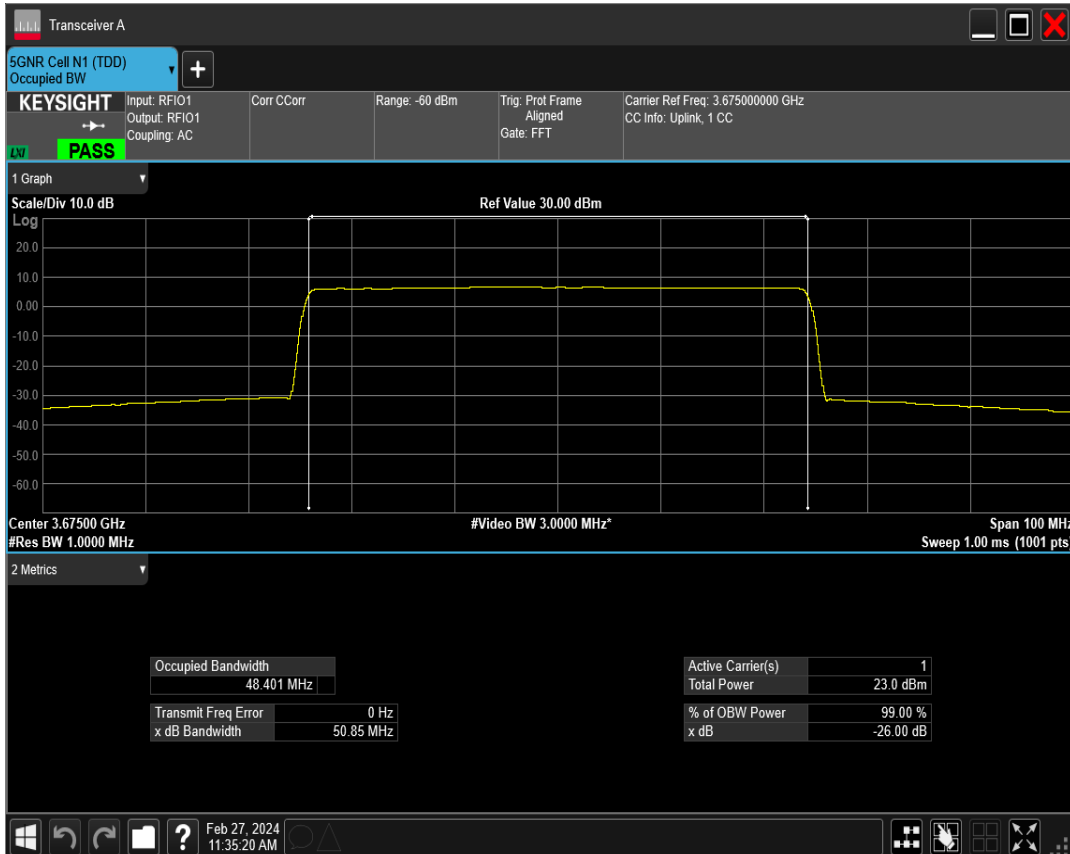 Transceiver A
5GNR Cell N1 (TDD)
Occupied BW
+
KEYSIGHT
LXI
PASS
Input: RFIO1
Output: RFIO1
Coupling: AC
Corr CCorr
Range: -60 dBm
Trig: Prot Frame
Aligned
Gate: FFT
Carrier Ref Freq: 3.675000000 GHz
CC Info: Uplink, 1 CC
1 Graph
Scale/Div 10.0 dB
Ref Value 30.00 dBm
Log
20.0
10.0
0.00
-10.0
-20.0
-30.0
-40.0
-50.0
-60.0
Center 3.67500 GHz
#Video BW 3.0000 MHz*
Span 100 MHz
#Res BW 1.0000 MHz
Sweep 1.00 ms (1001 pts)
2 Metrics
Occupied Bandwidth
48.401 MHz
Transmit Freq Error 0 Hz
x dB Bandwidth 50.85 MHz
Active Carrier(s) 1
Total Power 23.0 dBm
% of OBW Power 99.00 %
x dB -26.00 dB
?
Feb 27, 2024
11:35:20 AM